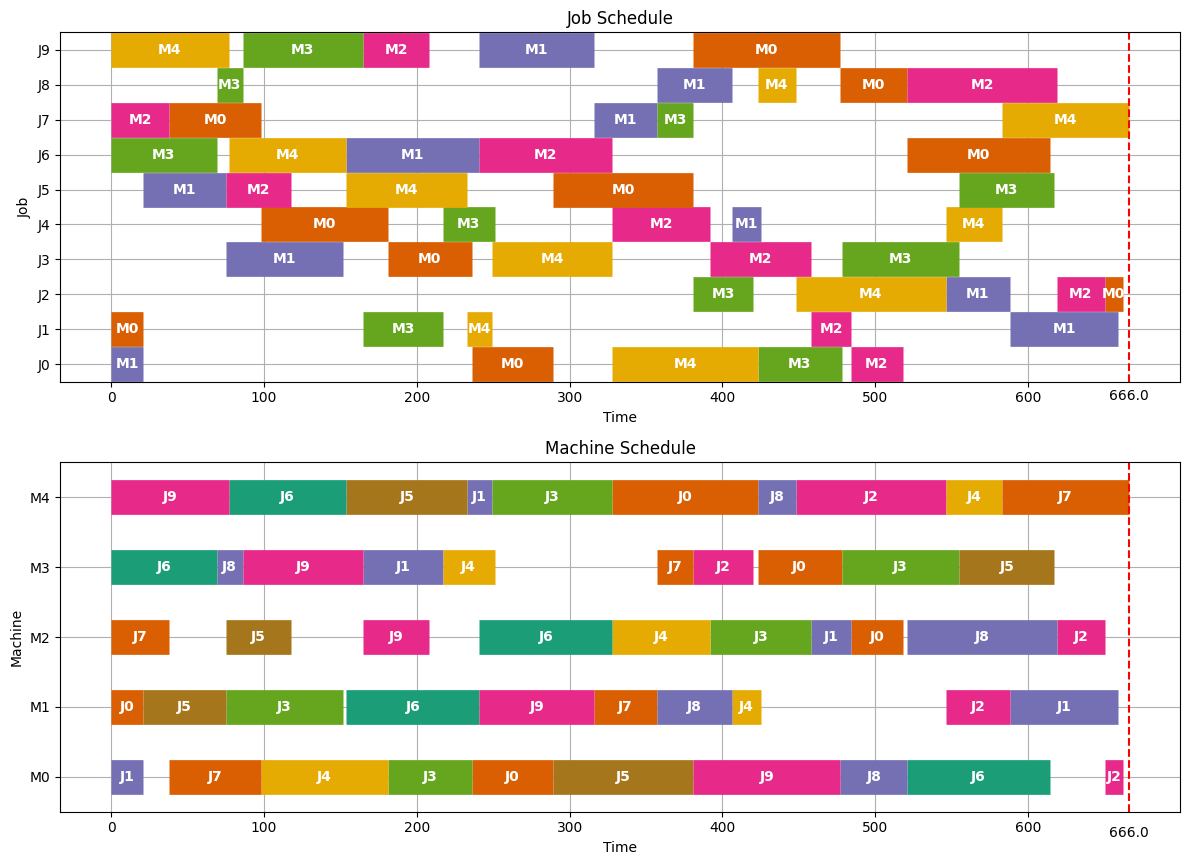 Job Schedule
J9 M4 M3 M2 M1 M0
J8 M3 M1 M4 M0 M2
J7 M2 M0 M1 M3 M4
J6 M3 M4 M1 M2 M0
J5 M1 M2 M4 M0 M3
J4 M0 M3 M2 M1 M4
J3 M1 M0 M4 M2 M3
J2 M3 M4 M1 M2 M0
J1 M0 M3 M4 M2 M1
J0 M1 M0 M4 M3 M2
Job
0 100 200 300 400 500 600 666.0
Time
Machine Schedule
M4 J9 J6 J5 J1 J3 J0 J8 J2 J4 J7
M3 J6 J8 J9 J1 J4 J7 J2 J0 J3 J5
M2 J7 J5 J9 J6 J4 J3 J1 J0 J8 J2
M1 J0 J5 J3 J6 J9 J7 J8 J4 J2 J1
M0 J1 J7 J4 J3 J0 J5 J9 J8 J6 J2
Machine
0 100 200 300 400 500 600 666.0
Time